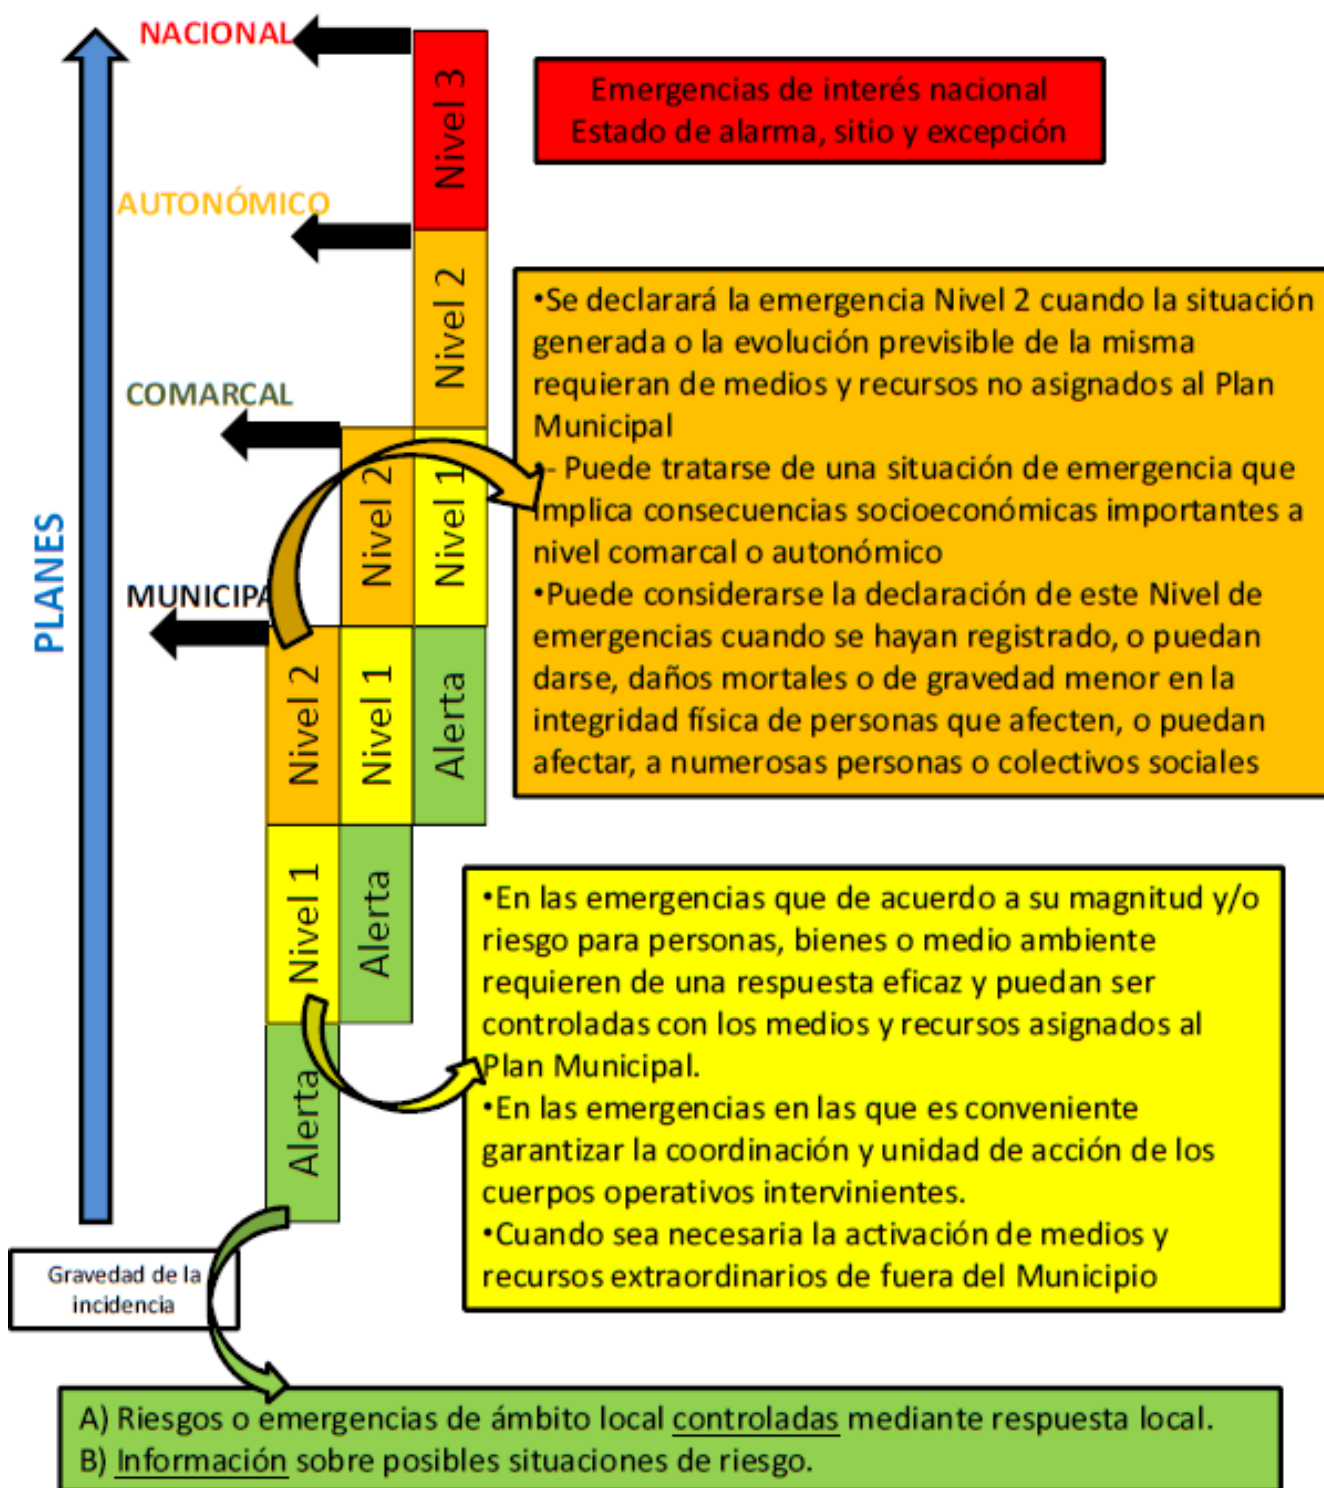 NACIONAL
Nivel 3
Emergencias de interés nacional
Estado de alarma, sitio y excepción
AUTONÓMICO
Nivel 2
•Se declarará la emergencia Nivel 2 cuando la situación
generada o la evolución previsible de la misma
requieran de medios y recursos no asignados al Plan
Municipal
•- Puede tratarse de una situación de emergencia que
implica consecuencias socioeconómicas importantes a
nivel comarcal o autonómico
•Puede considerarse la declaración de este Nivel de
emergencias cuando se hayan registrado, o puedan
darse, daños mortales o de gravedad menor en la
integridad física de personas que afecten, o puedan
afectar, a numerosas personas o colectivos sociales
COMARCAL
Nivel 2
Nivel 1
PLANES
MUNICIPA
Nivel 2
Nivel 1
Alerta
Nivel 1
Alerta
•En las emergencias que de acuerdo a su magnitud y/o
riesgo para personas, bienes o medio ambiente
requieren de una respuesta eficaz y puedan ser
controladas con los medios y recursos asignados al
Plan Municipal.
•En las emergencias en las que es conveniente
garantizar la coordinación y unidad de acción de los
cuerpos operativos intervinientes.
•Cuando sea necesaria la activación de medios y
recursos extraordinarios de fuera del Municipio
Alerta
Gravedad de la
incidencia
A) Riesgos o emergencias de ámbito local controladas mediante respuesta local.
B) Información sobre posibles situaciones de riesgo.